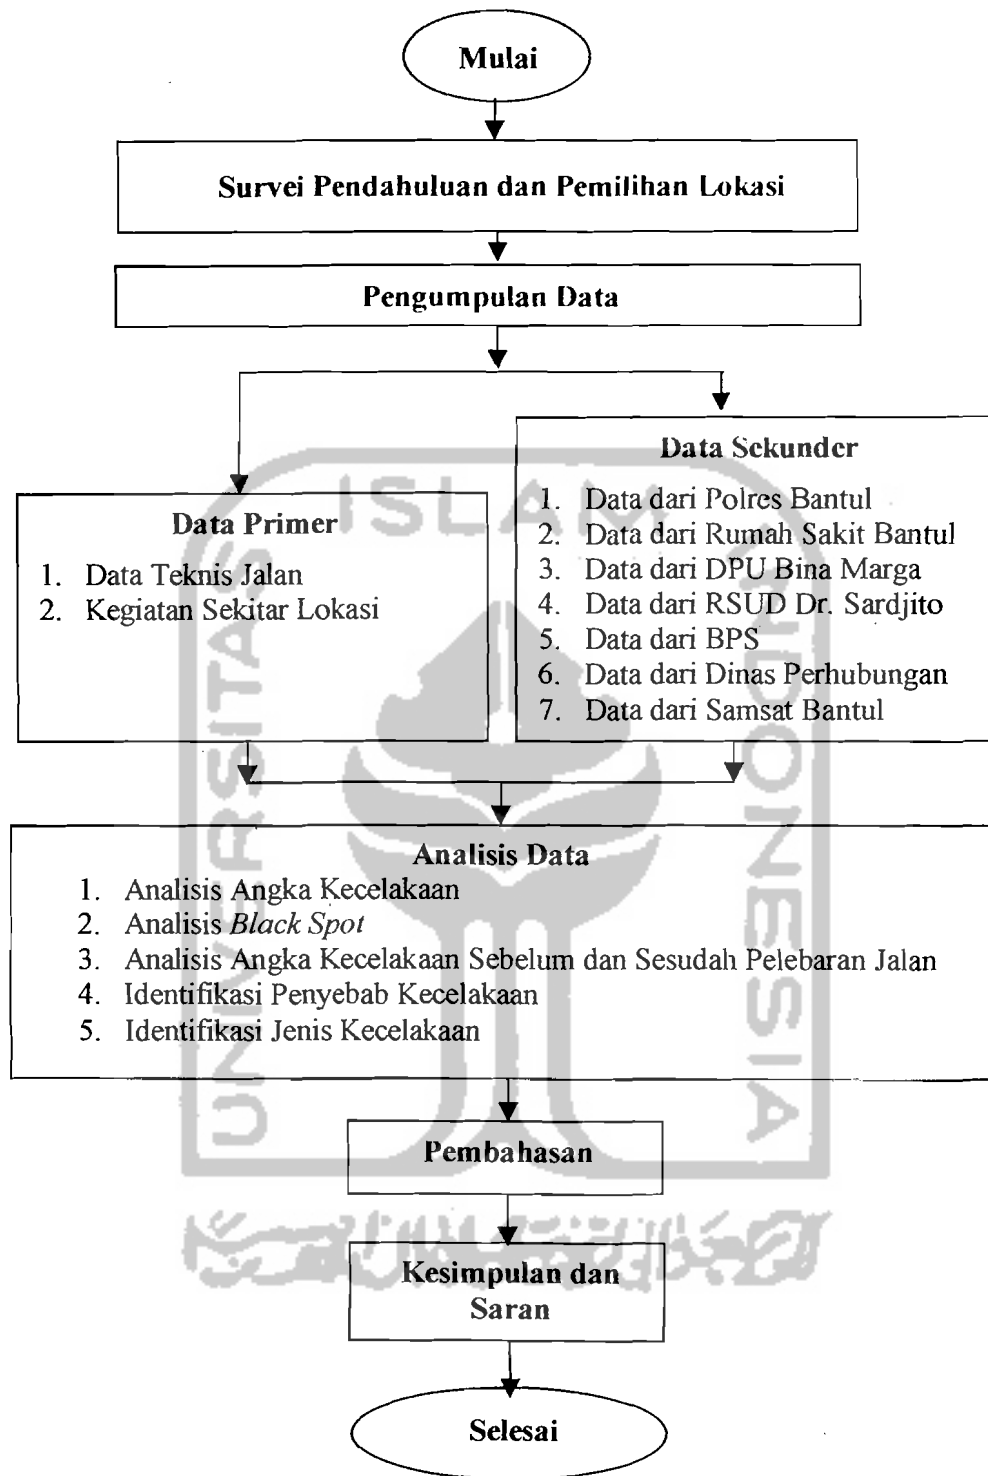 Mulai
Survei Pendahuluan dan Pemilihan Lokasi
Pengumpulan Data
Data Primer
1. Data Teknis Jalan
2. Kegiatan Sekitar Lokasi
Data Sekunder
1. Data dari Polres Bantul
2. Data dari Rumah Sakit Bantul
3. Data dari DPU Bina Marga
4. Data dari RSUD Dr. Sardjito
5. Data dari BPS
6. Data dari Dinas Perhubungan
7. Data dari Samsat Bantul
Analisis Data
1. Analisis Angka Kecelakaan
2. Analisis Black Spot
3. Analisis Angka Kecelakaan Sebelum dan Sesudah Pelebaran Jalan
4. Identifikasi Penyebab Kecelakaan
5. Identifikasi Jenis Kecelakaan
Pembahasan
Kesimpulan dan
Saran
Selesai
UNIVERSITAS
ISLAM
INDONESIA